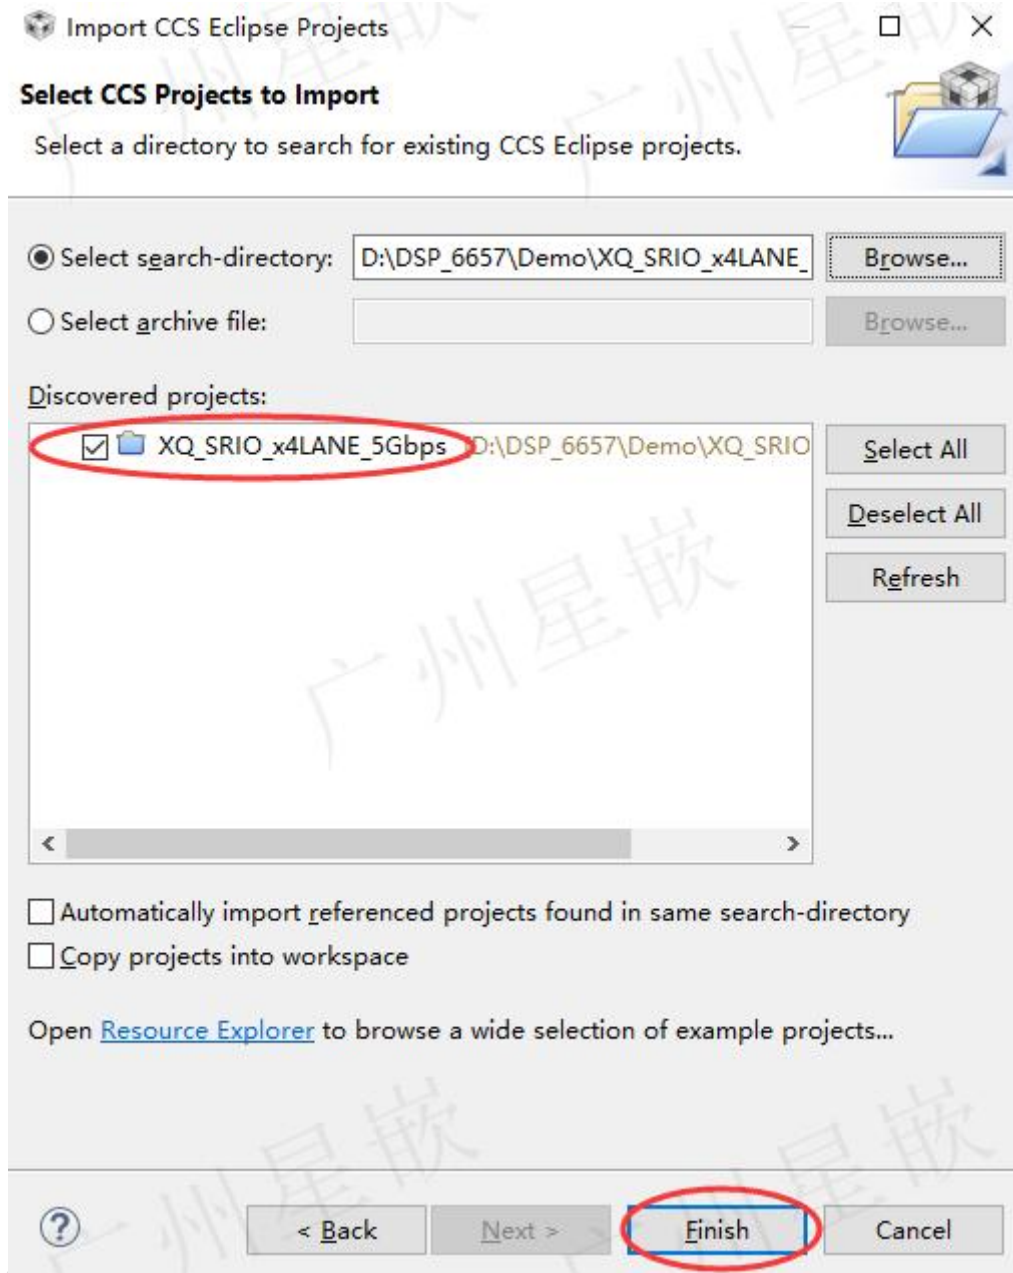 Import CCS Eclipse Projects
Select CCS Projects to Import
Select a directory to search for existing CCS Eclipse projects.
Select search-directory: D:\DSP_6657\Demo\XQ_SRIO_x4LANE_ Browse...
Select archive file: Browse...
Discovered projects:
XQ_SRIO_x4LANE_5Gbps D:\DSP_6657\Demo\XQ_SRIO
Select All
Deselect All
Refresh
Automatically import referenced projects found in same search-directory
Copy projects into workspace
Open Resource Explorer to browse a wide selection of example projects...
< Back Next > Finish Cancel
广州星嵌